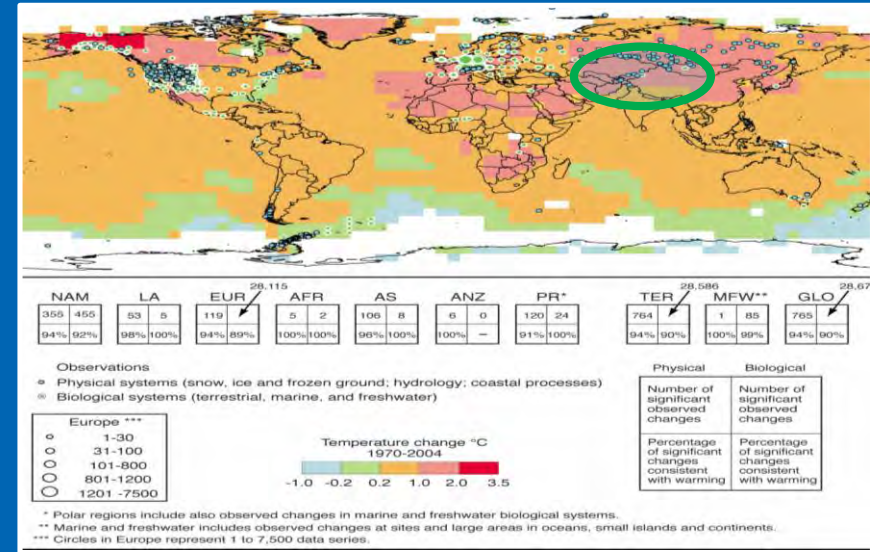 28,115 28,586 28,67
NAM LA EUR AFR AS ANZ PR* TER MFW** GLO
355 455 53 5 119 5 2 106 8 6 0 120 24 764 1 85 765
94% 92% 98% 100% 94% 89% 100% 100% 96% 100% 100% – 91% 100% 94% 90% 100% 99% 94% 90%
Observations
Physical systems (snow, ice and frozen ground; hydrology; coastal processes)
Biological systems (terrestrial, marine, and freshwater)
Europe ***
1-30
31-100
101-800
801-1200
1201 -7500
Temperature change °C
1970-2004
-1.0 -0.2 0.2 1.0 2.0 3.5
Physical Biological
Number of Number of
significant significant
observed observed
changes changes
Percentage Percentage
of significant of significant
changes changes
consistent consistent
with warming with warming
* Polar regions include also observed changes in marine and freshwater biological systems.
** Marine and freshwater includes observed changes at sites and large areas in oceans, small islands and continents.
*** Circles in Europe represent 1 to 7,500 data series.